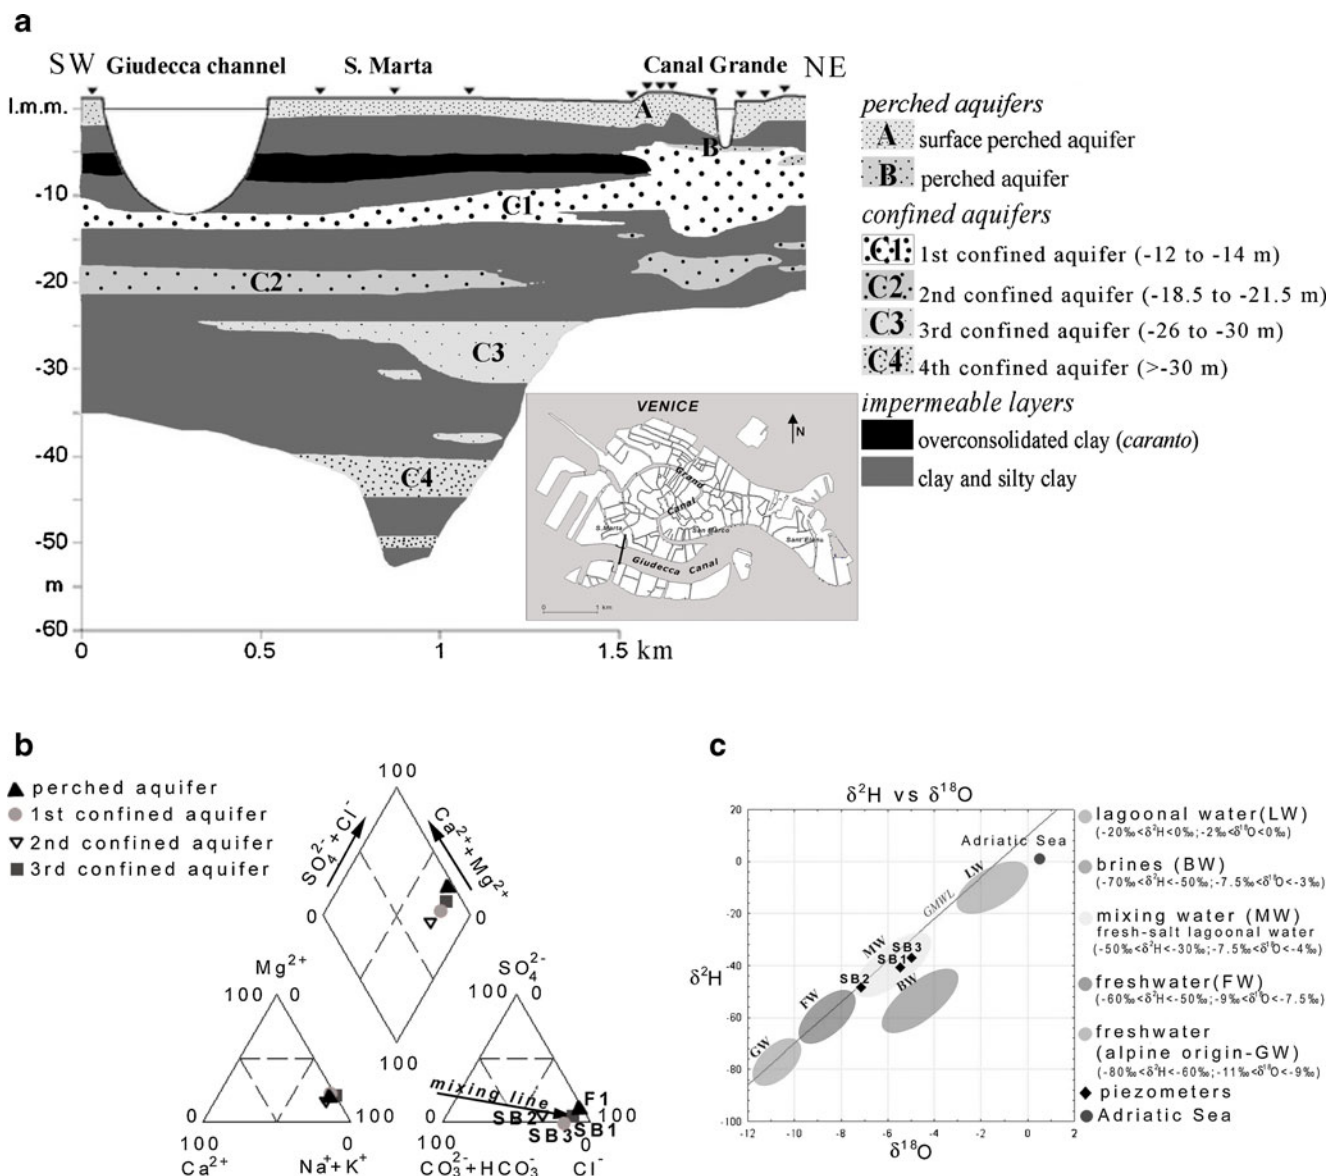 a
SW Giudecca channel S. Marta Canal Grande NE
l.m.m.
-10
-20
-30
-40
-50
m
-60
0 0.5 1 1.5 km
A
B
C1
C2
C3
C4
perched aquifers
A surface perched aquifer
B perched aquifer
confined aquifers
C1 1st confined aquifer (-12 to -14 m)
C2 2nd confined aquifer (-18.5 to -21.5 m)
C3 3rd confined aquifer (-26 to -30 m)
C4 4th confined aquifer (>-30 m)
impermeable layers
overconsolidated clay (caranto)
clay and silty clay
VENICE
N
Grand
Canal
S. Marta
San Marco
Sant'Elena
Giudecca Canal
0 1 km
b
perched aquifer
1st confined aquifer
2nd confined aquifer
3rd confined aquifer
100
SO₄²⁻+Cl⁻
Ca²⁺+Mg²⁺
0 0
100
Mg²⁺
100 0
0 100
100 0
Ca²⁺ Na⁺+K⁺
SO₄²⁻
100 0
mixing line
F1
0 100
SB2
SB3 SB1
100 0
CO₃²⁻+HCO₃⁻ Cl⁻
c
δ²H vs δ¹⁸O
20
0
-20
-40
-60
-80
-100
δ²H
-12 -10 -8 -6 -4 -2 0 2
δ¹⁸O
Adriatic Sea
LW
GMWL
MW
SB3
SB1
SB2
BW
FW
GW
lagoonal water(LW)
(-20‰<δ²H<0‰;-2‰<δ¹⁸O<0‰)
brines (BW)
(-70‰<δ²H<-50‰;-7.5‰<δ¹⁸O<-3‰)
mixing water (MW)
fresh-salt lagoonal water
(-50‰<δ²H<-30‰;-7.5‰<δ¹⁸O<-4‰)
freshwater(FW)
(-60‰<δ²H<-50‰;-9‰<δ¹⁸O<-7.5‰)
freshwater
(alpine origin-GW)
(-80‰<δ²H<-60‰;-11‰<δ¹⁸O<-9‰)
piezometers
Adriatic Sea